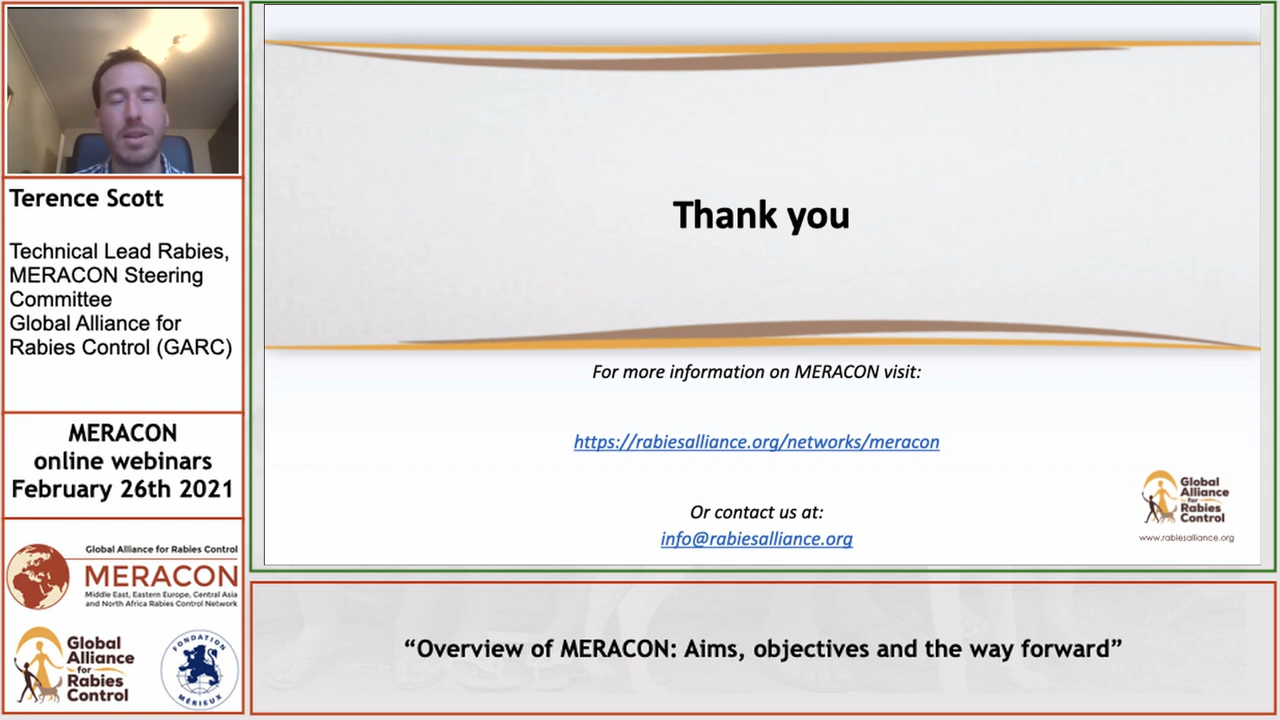 Terence Scott
Technical Lead Rabies,
MERACON Steering
Committee
Global Alliance for
Rabies Control (GARC)
MERACON
online webinars
February 26th 2021
Global Alliance for Rabies Control
MERACON
Middle East, Eastern Europe, Central Asia
and North Africa Rabies Control Network
Global
Alliance
for
Rabies
Control
FONDATION
MÉRIEUX
Thank you
For more information on MERACON visit:
https://rabiesalliance.org/networks/meracon
Or contact us at:
info@rabiesalliance.org
Global
Alliance
for
Rabies
Control
www.rabiesalliance.org
“Overview of MERACON: Aims, objectives and the way forward”